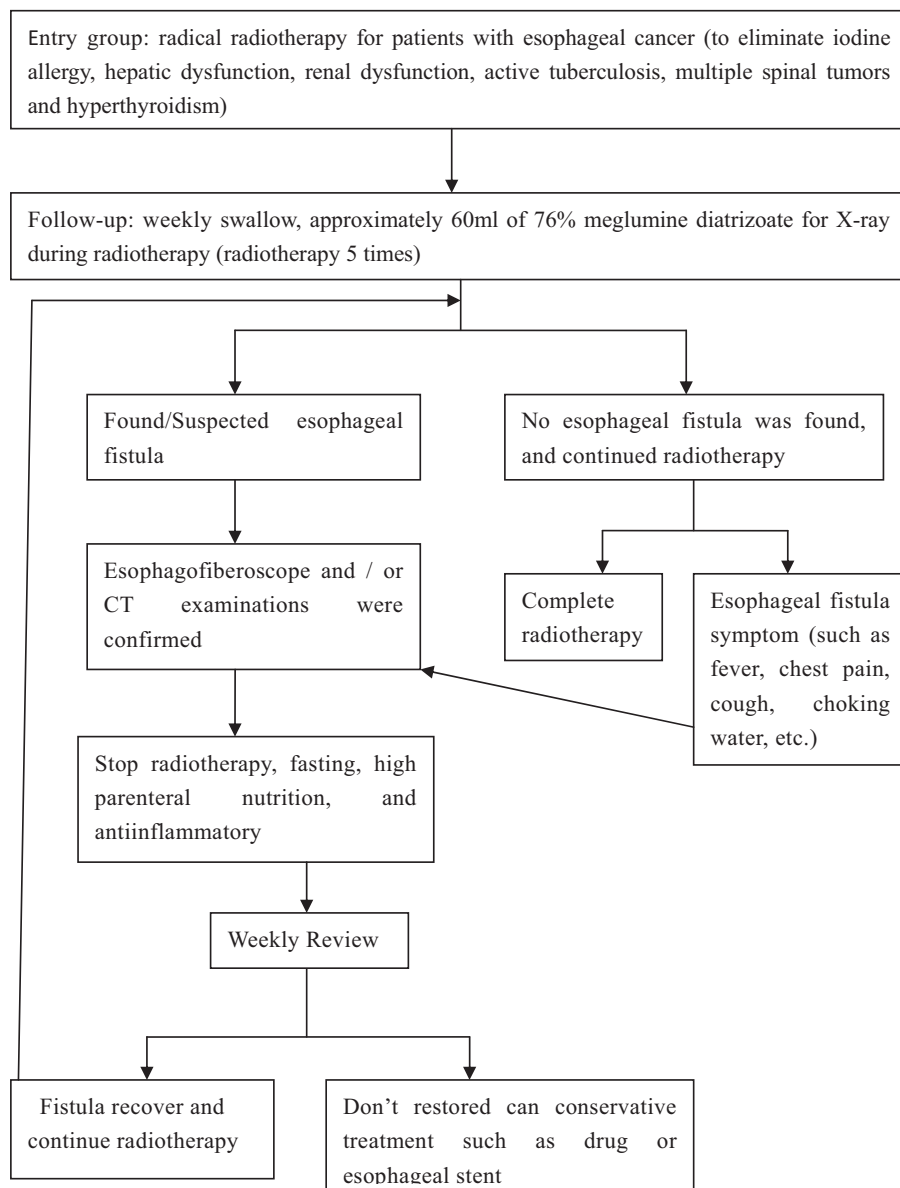 Entry group: radical radiotherapy for patients with esophageal cancer (to eliminate iodine
allergy, hepatic dysfunction, renal dysfunction, active tuberculosis, multiple spinal tumors
and hyperthyroidism)
Follow-up: weekly swallow, approximately 60ml of 76% meglumine diatrizoate for X-ray
during radiotherapy (radiotherapy 5 times)
Found/Suspected esophageal
fistula
No esophageal fistula was found,
and continued radiotherapy
Esophagofiberoscope and / or
CT examinations were
confirmed
Complete
radiotherapy
Esophageal fistula
symptom (such as
fever, chest pain,
cough, choking
water, etc.)
Stop radiotherapy, fasting, high
parenteral nutrition, and
antiinflammatory
Weekly Review
Fistula recover and
continue radiotherapy
Don't restored can conservative
treatment such as drug or
esophageal stent